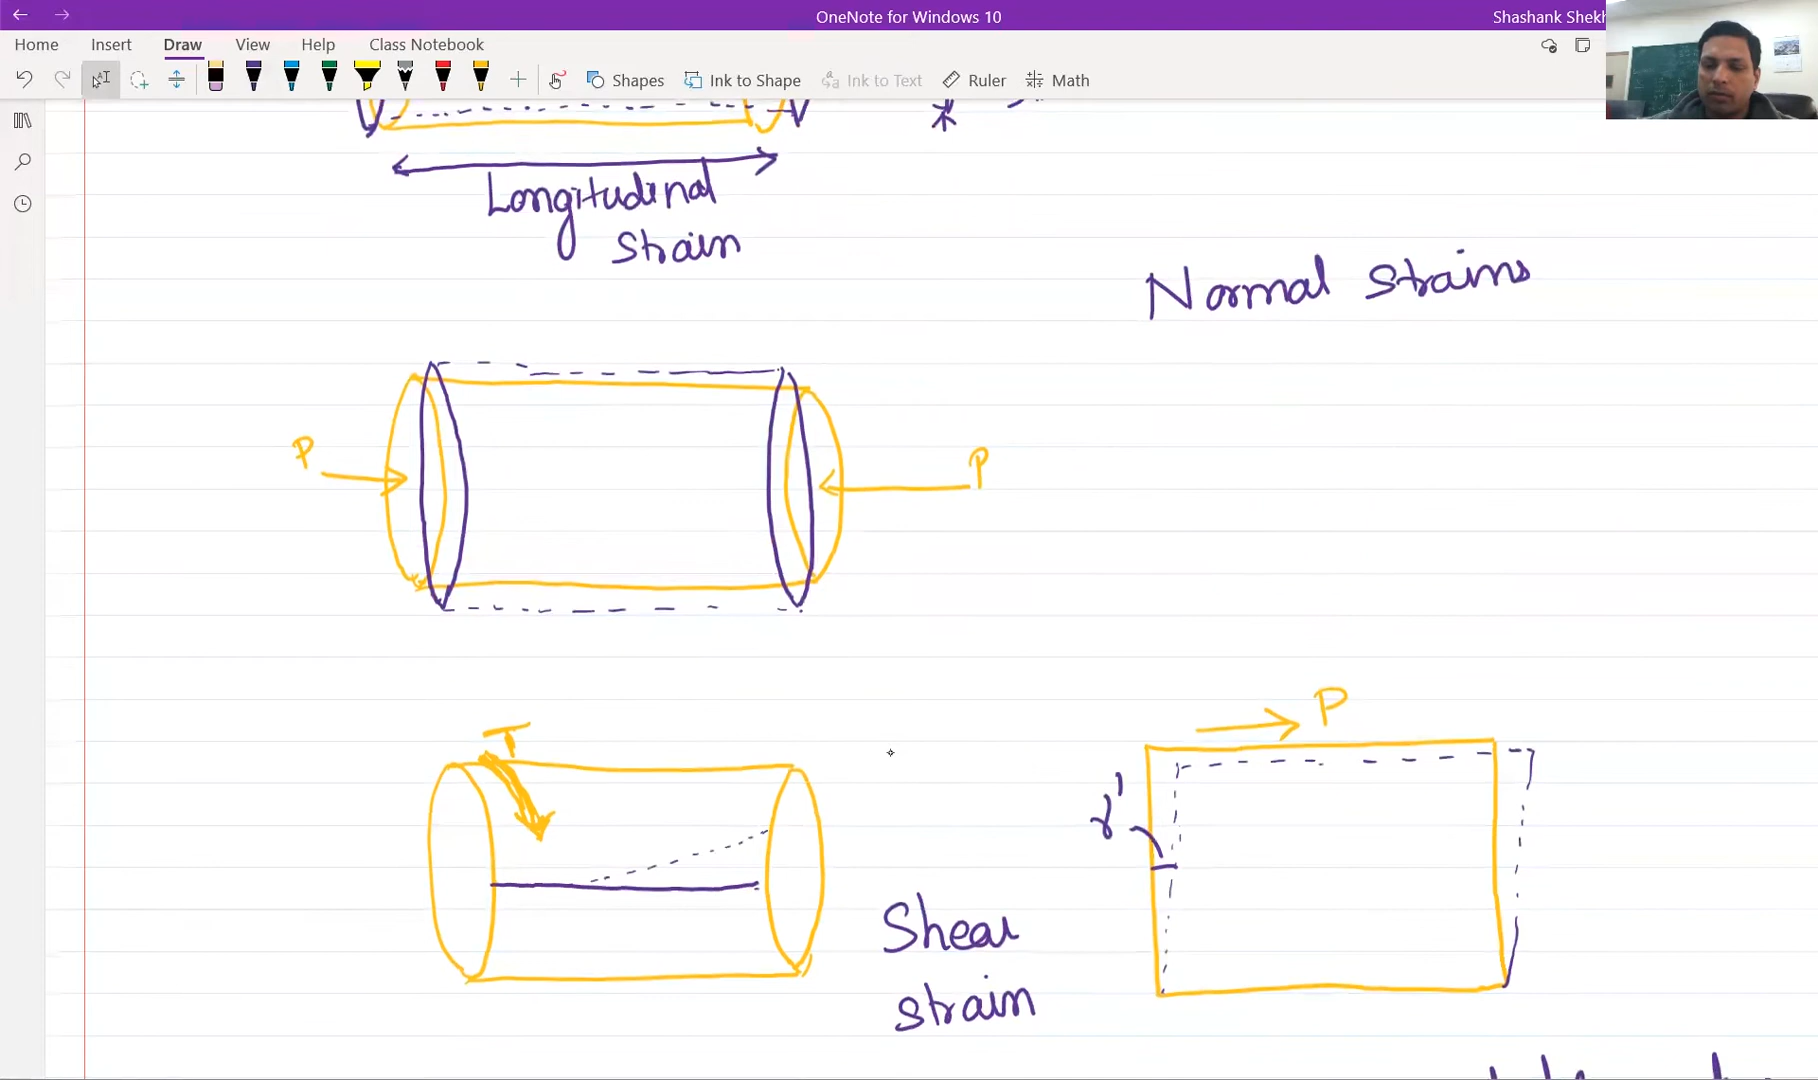 OneNote for Windows 10
Shashank Shekh
Home Insert Draw View Help Class Notebook
Shapes Ink to Shape Ink to Text Ruler Math
Longitudinal
Strain
Normal Strains
P
P
P
T
γ'
Shear
strain